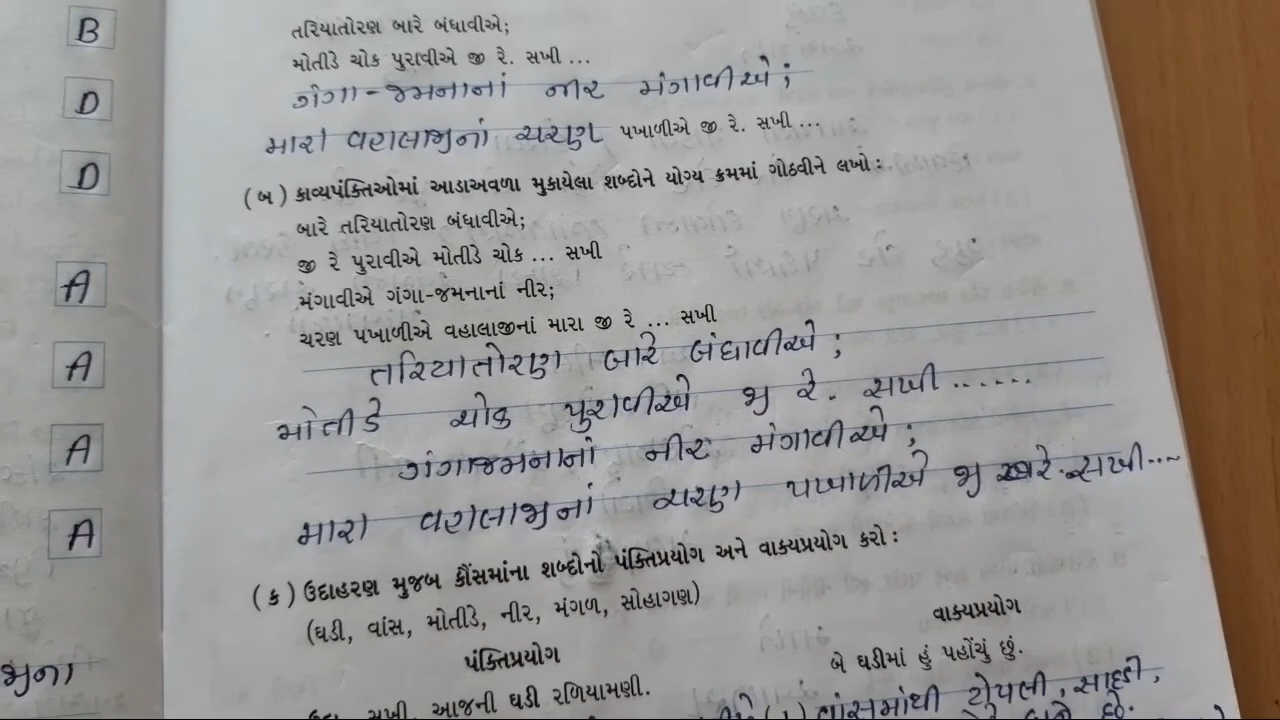 B
D
D
A
A
A
A
જીના
તરિયાતોરણ બારે બંધાવીએ;
મોતીડે ચોક પુરાવીએ જી રે. સખી ...
ગંગા-જમનાનાં નીર મંગાવીએ;
મારા વહાલાજીનાં ચરણ પખાળીએ જી રે. સખી ...
(બ) કાવ્યપંક્તિઓમાં આડાઅવળા મુકાયેલા શબ્દોને યોગ્ય ક્રમમાં ગોઠવીને લખો :
બારે તરિયાતોરણ બંધાવીએ;
જી રે પુરાવીએ મોતીડે ચોક ... સખી
મંગાવીએ ગંગા-જમનાનાં નીર;
ચરણ પખાળીએ વહાલાજીનાં મારા જી રે ... સખી
તરિયાતોરણ બારે બંધાવીએ;
મોતીડે ચોક પુરાવીએ જી રે. સખી ......
ગંગાજમનાનાં નીર મંગાવીએ;
મારા વહાલાજીનાં ચરણ પખાળીએ જી રે. સખી ....
(ક) ઉદાહરણ મુજબ કૌંસમાંના શબ્દોનો પંક્તિપ્રયોગ અને વાક્યપ્રયોગ કરો :
(ઘડી, વાંસ, મોતીડે, નીર, મંગળ, સોહાગણ)
પંક્તિપ્રયોગ વાક્યપ્રયોગ
સખી, આજની ઘડી રળિયામણી. બે ઘડીમાં હું પહોંચું છું.
(1) વાંસમાંથી ટોપલી, સાદડી,